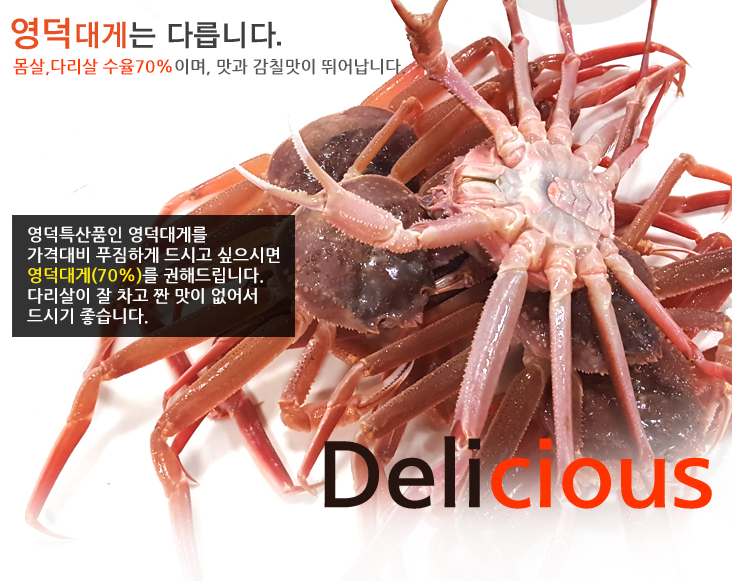 영덕대게는 다릅니다.
몸살,다리살 수율70%이며, 맛과 감칠맛이 뛰어납니다.
영덕특산품인 영덕대게를
가격대비 푸짐하게 드시고 싶으시면
영덕대게(70%)를 권해드립니다.
다리살이 잘 차고 짠 맛이 없어서
드시기 좋습니다.
Delicious